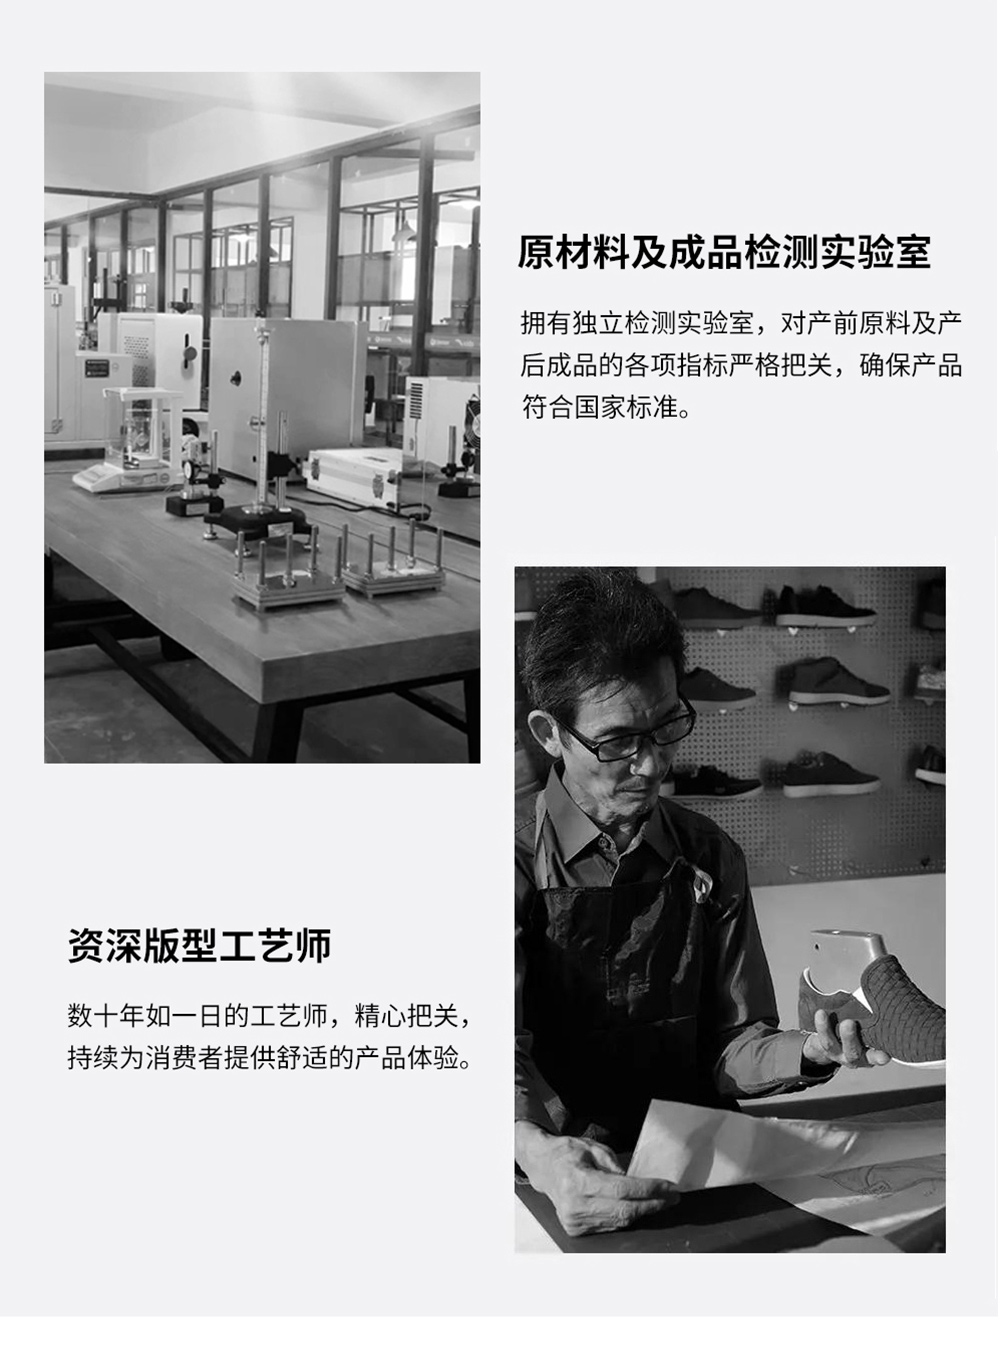 原材料及成品检测实验室
拥有独立检测实验室，对产前原料及产
后成品的各项指标严格把关，确保产品
符合国家标准。
资深版型工艺师
数十年如一日的工艺师，精心把关，
持续为消费者提供舒适的产品体验。